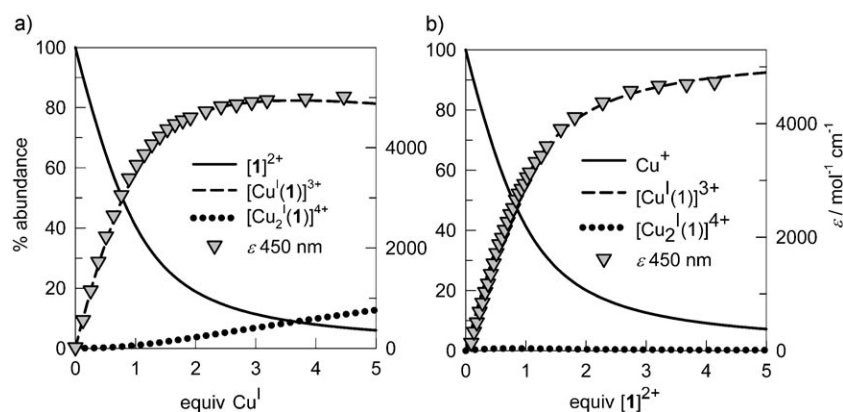 a)
% abundance
100
80
60
40
20
0
[1]²⁺
[Cuᴵ(1)]³⁺
[Cu₂ᴵ(1)]⁴⁺
ε 450 nm
4000
2000
0
0 1 2 3 4 5
equiv Cuᴵ
b)
100
80
60
40
20
0
Cu⁺
[Cuᴵ(1)]³⁺
[Cu₂ᴵ(1)]⁴⁺
ε 450 nm
4000
2000
0
ε / mol⁻¹ cm⁻¹
0 1 2 3 4 5
equiv [1]²⁺